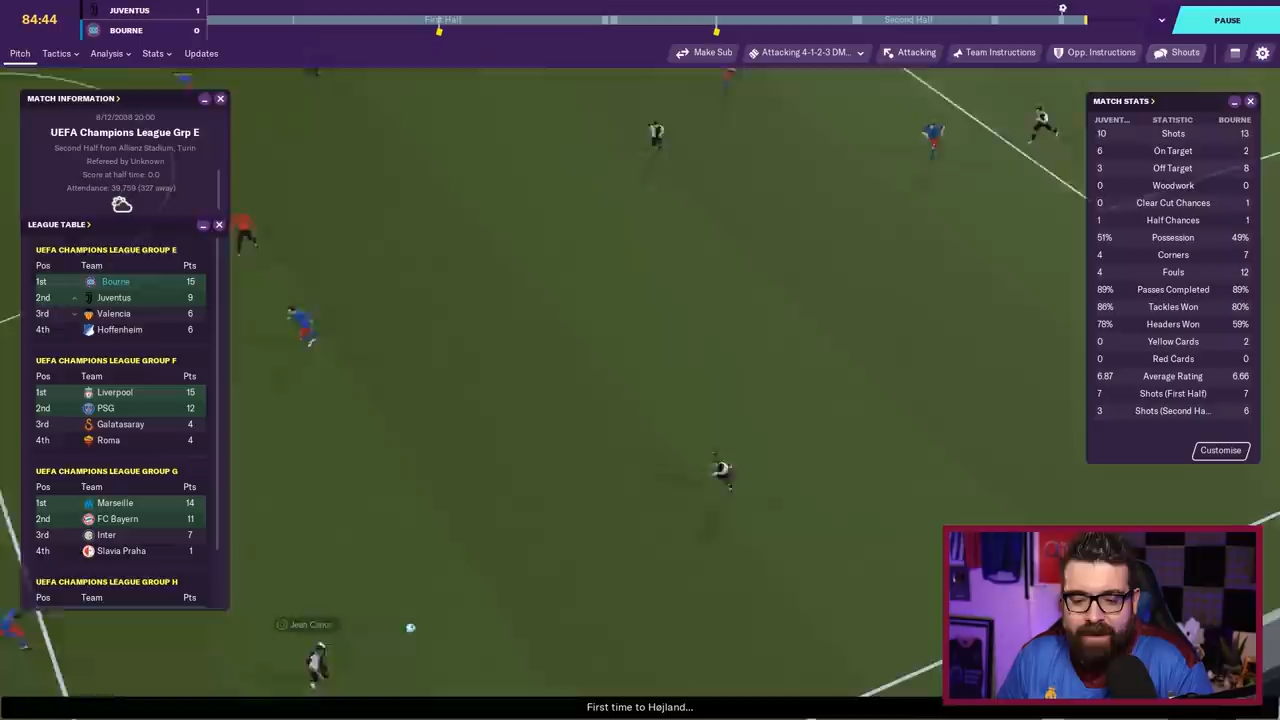 84:44
JUVENTUS 1
BOURNE 0
First Half
Second Half
PAUSE
Pitch
Tactics
Analysis
Stats
Updates
Make Sub
Attacking 4-1-2-3 DM...
Attacking
Team Instructions
Opp. Instructions
Shouts
MATCH INFORMATION
8/12/2038 20:00
UEFA Champions League Grp E
Second Half from Allianz Stadium, Turin
Refereed by Unknown
Score at half time: 0:0
Attendance: 39,759 (327 away)
LEAGUE TABLE
UEFA CHAMPIONS LEAGUE GROUP E
Pos Team Pts
1st Bourne 15
2nd Juventus 9
3rd Valencia 6
4th Hoffenheim 6
UEFA CHAMPIONS LEAGUE GROUP F
Pos Team Pts
1st Liverpool 15
2nd PSG 12
3rd Galatasaray 4
4th Roma 4
UEFA CHAMPIONS LEAGUE GROUP G
Pos Team Pts
1st Marseille 14
2nd FC Bayern 11
3rd Inter 7
4th Slavia Praha 1
UEFA CHAMPIONS LEAGUE GROUP H
Pos Team Pts
MATCH STATS
JUVENT... STATISTIC BOURNE
10 Shots 13
6 On Target 2
3 Off Target 8
0 Woodwork 0
0 Clear Cut Chances 1
1 Half Chances 1
51% Possession 49%
4 Corners 7
4 Fouls 12
89% Passes Completed 89%
86% Tackles Won 80%
78% Headers Won 59%
0 Yellow Cards 2
0 Red Cards 0
6.87 Average Rating 6.66
7 Shots (First Half) 7
3 Shots (Second Ha... 6
Customise
Jean
First time to Højland...